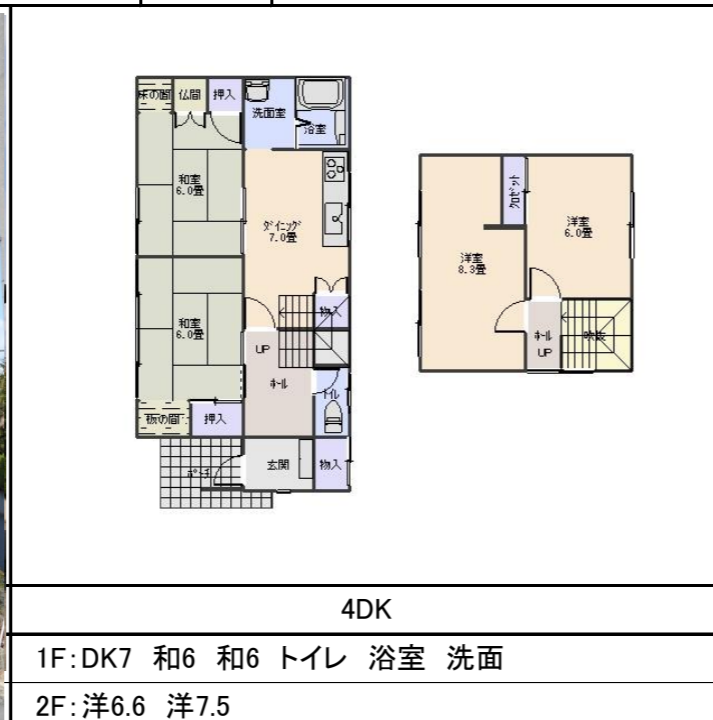 床の間 仏間 押入 洗面室 浴室
和室
6.0畳
ダイニング
7.0畳
物入
和室
6.0畳
UP
ホール
トイレ
板の間 押入
ポーチ 玄関 物入
クロゼット
洋室
6.0畳
洋室
8.3畳
ホール 吹抜
UP
4DK
1F:DK7 和6 和6 トイレ 浴室 洗面
2F:洋6.6 洋7.5